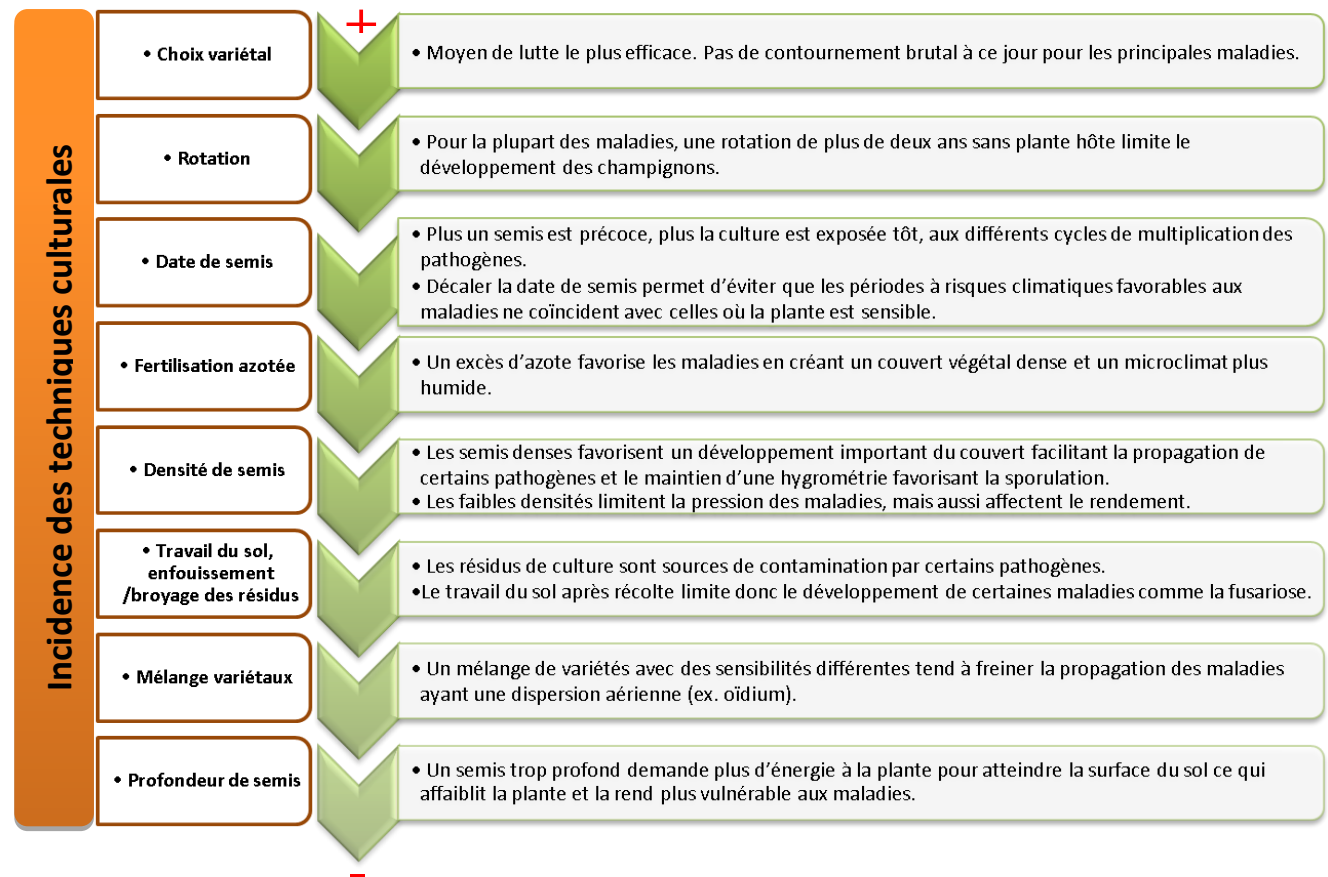 Incidence des techniques culturales
+
• Choix variétal
• Moyen de lutte le plus efficace. Pas de contournement brutal à ce jour pour les principales maladies.
• Rotation
• Pour la plupart des maladies, une rotation de plus de deux ans sans plante hôte limite le
développement des champignons.
• Date de semis
• Plus un semis est précoce, plus la culture est exposée tôt, aux différents cycles de multiplication des
pathogènes.
• Décaler la date de semis permet d'éviter que les périodes à risques climatiques favorables aux
maladies ne coïncident avec celles où la plante est sensible.
• Fertilisation azotée
• Un excès d'azote favorise les maladies en créant un couvert végétal dense et un microclimat plus
humide.
• Densité de semis
• Les semis denses favorisent un développement important du couvert facilitant la propagation de
certains pathogènes et le maintien d'une hygrométrie favorisant la sporulation.
• Les faibles densités limitent la pression des maladies, mais aussi affectent le rendement.
• Travail du sol,
enfouissement
/broyage des résidus
• Les résidus de culture sont sources de contamination par certains pathogènes.
•Le travail du sol après récolte limite donc le développement de certaines maladies comme la fusariose.
• Mélange variétaux
• Un mélange de variétés avec des sensibilités différentes tend à freiner la propagation des maladies
ayant une dispersion aérienne (ex. oïdium).
• Profondeur de semis
• Un semis trop profond demande plus d'énergie à la plante pour atteindre la surface du sol ce qui
affaiblit la plante et la rend plus vulnérable aux maladies.
-